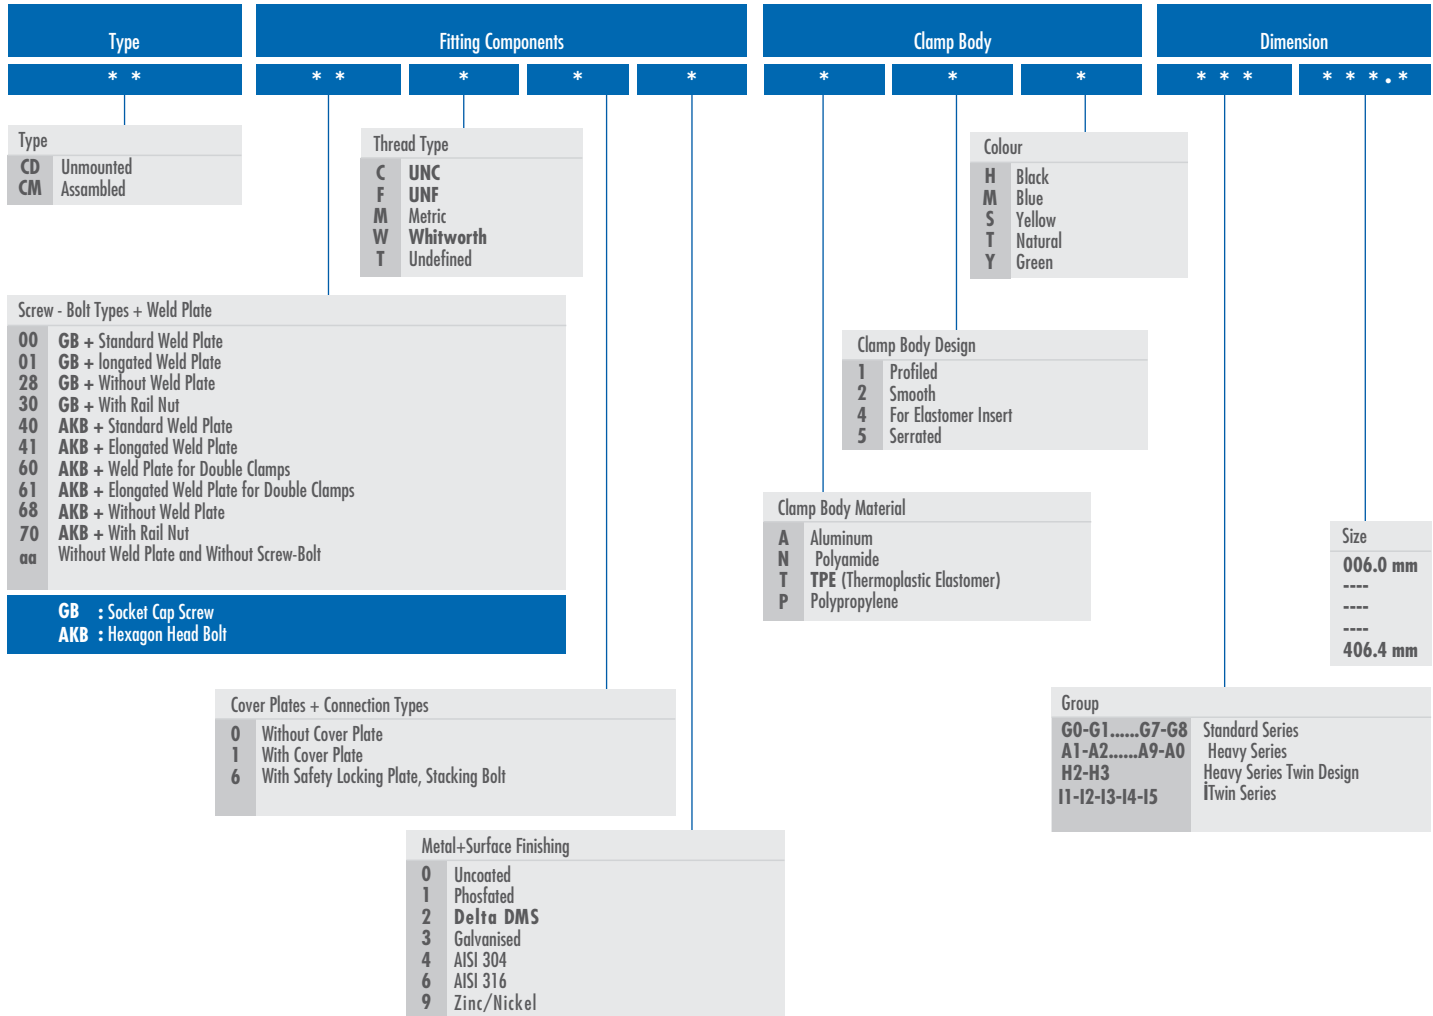 Type
Fitting Components
Clamp Body
Dimension
* *
* *
*
*
*
*
*
*
* * *
* * *.*
Type
CD Unmounted
CM Assambled
Thread Type
C UNC
F UNF
M Metric
W Whitworth
T Undefined
Colour
H Black
M Blue
S Yellow
T Natural
Y Green
Screw - Bolt Types + Weld Plate
00 GB + Standard Weld Plate
01 GB + longated Weld Plate
28 GB + Without Weld Plate
30 GB + With Rail Nut
40 AKB + Standard Weld Plate
41 AKB + Elongated Weld Plate
60 AKB + Weld Plate for Double Clamps
61 AKB + Elongated Weld Plate for Double Clamps
68 AKB + Without Weld Plate
70 AKB + With Rail Nut
aa Without Weld Plate and Without Screw-Bolt
GB : Socket Cap Screw
AKB : Hexagon Head Bolt
Clamp Body Design
1 Profiled
2 Smooth
4 For Elastomer Insert
5 Serrated
Clamp Body Material
A Aluminum
N Polyamide
T TPE (Thermoplastic Elastomer)
P Polypropylene
Size
006.0 mm
----
----
----
406.4 mm
Cover Plates + Connection Types
0 Without Cover Plate
1 With Cover Plate
6 With Safety Locking Plate, Stacking Bolt
Group
G0-G1......G7-G8 Standard Series
A1-A2......A9-A0 Heavy Series
H2-H3 Heavy Series Twin Design
I1-I2-I3-I4-I5 İTwin Series
Metal+Surface Finishing
0 Uncoated
1 Phosfated
2 Delta DMS
3 Galvanised
4 AISI 304
6 AISI 316
9 Zinc/Nickel